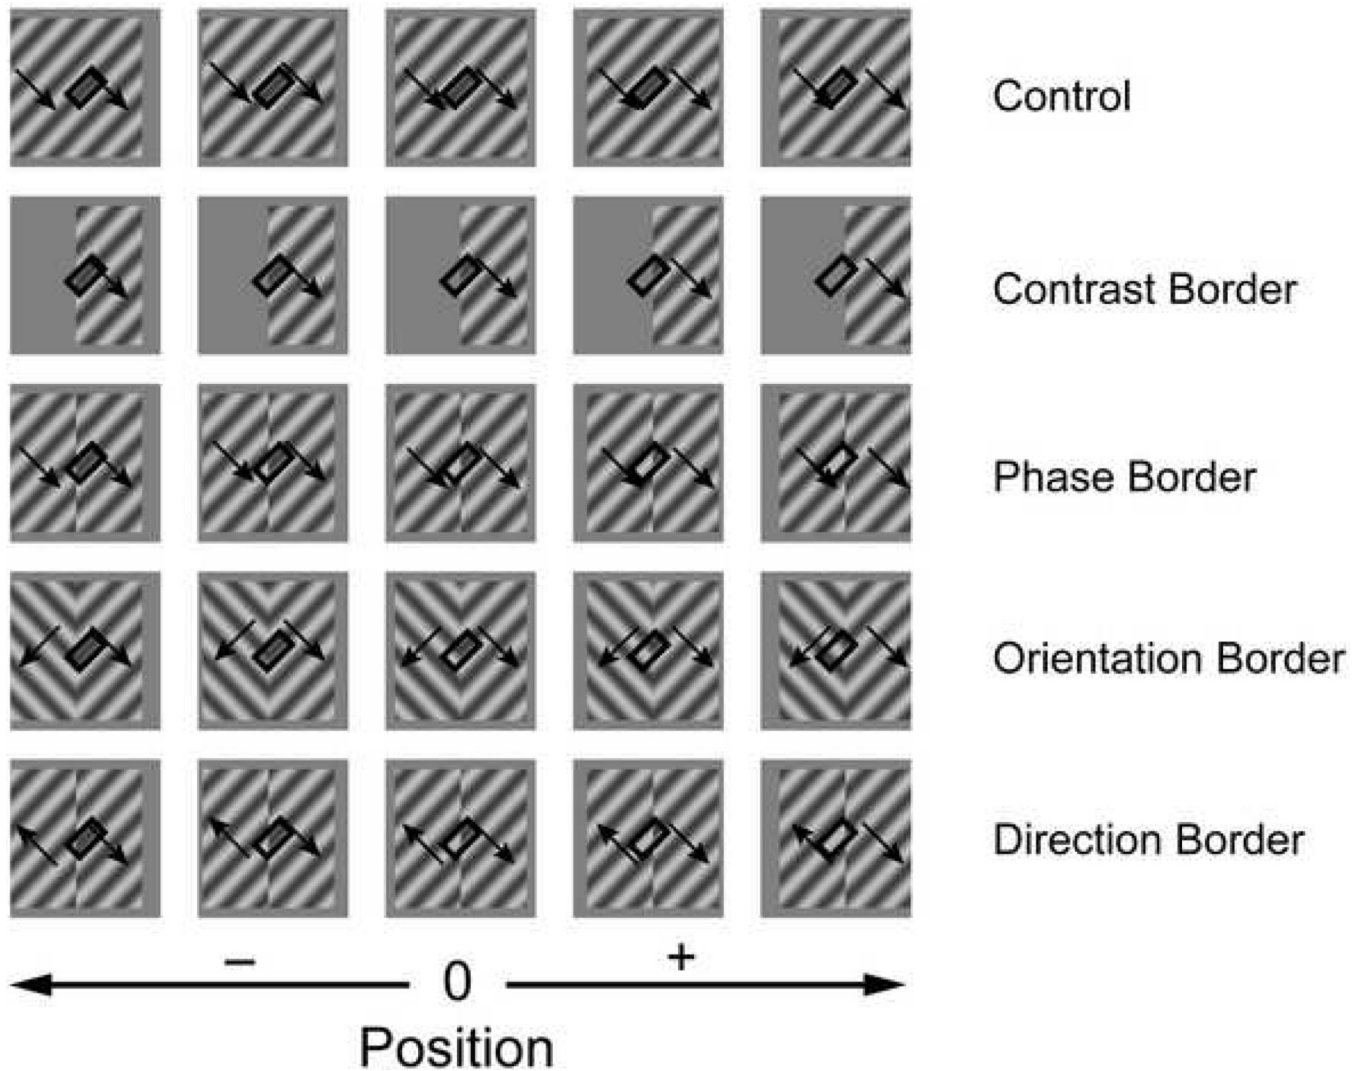 Control
Contrast Border
Phase Border
Orientation Border
Direction Border
− 0 +
Position